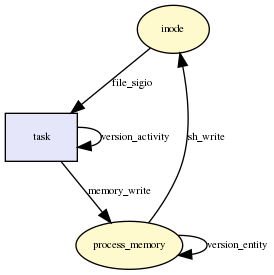 inode
file_sigio
task
version_activity
sh_write
memory_write
process_memory
version_entity